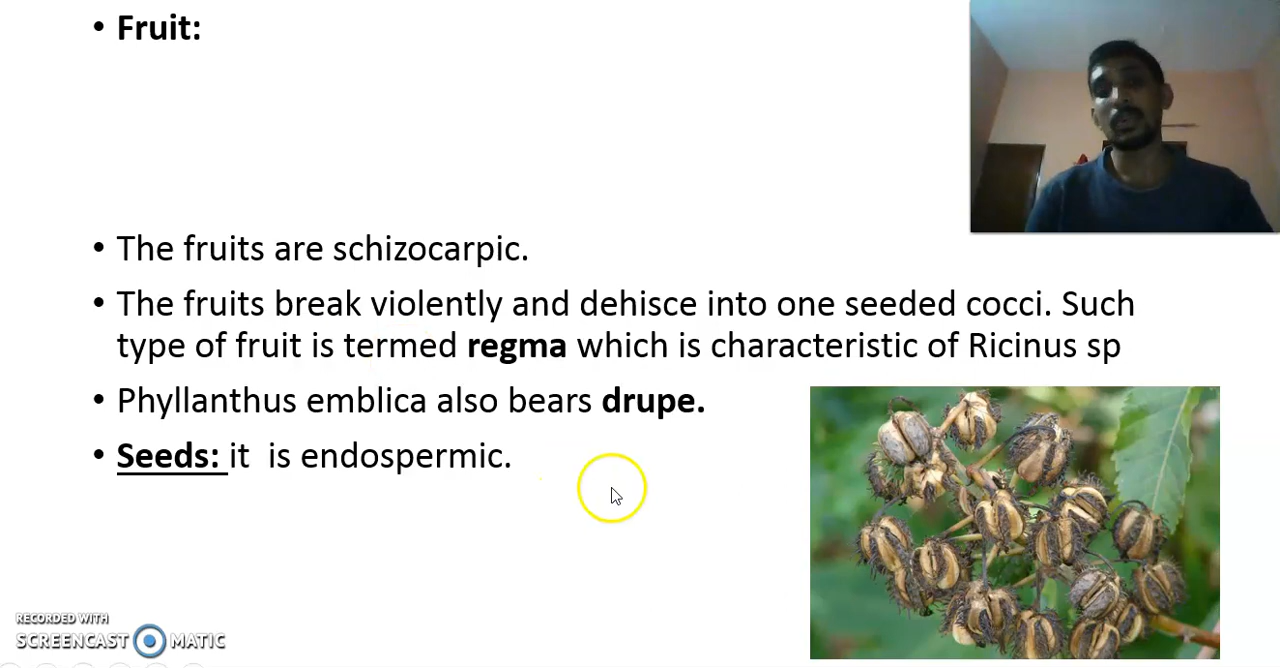 • Fruit:
• The fruits are schizocarpic.
• The fruits break violently and dehisce into one seeded cocci. Such
type of fruit is termed regma which is characteristic of Ricinus sp
• Phyllanthus emblica also bears drupe.
• Seeds: it  is endospermic.
RECORDED WITH
SCREENCAST MATIC